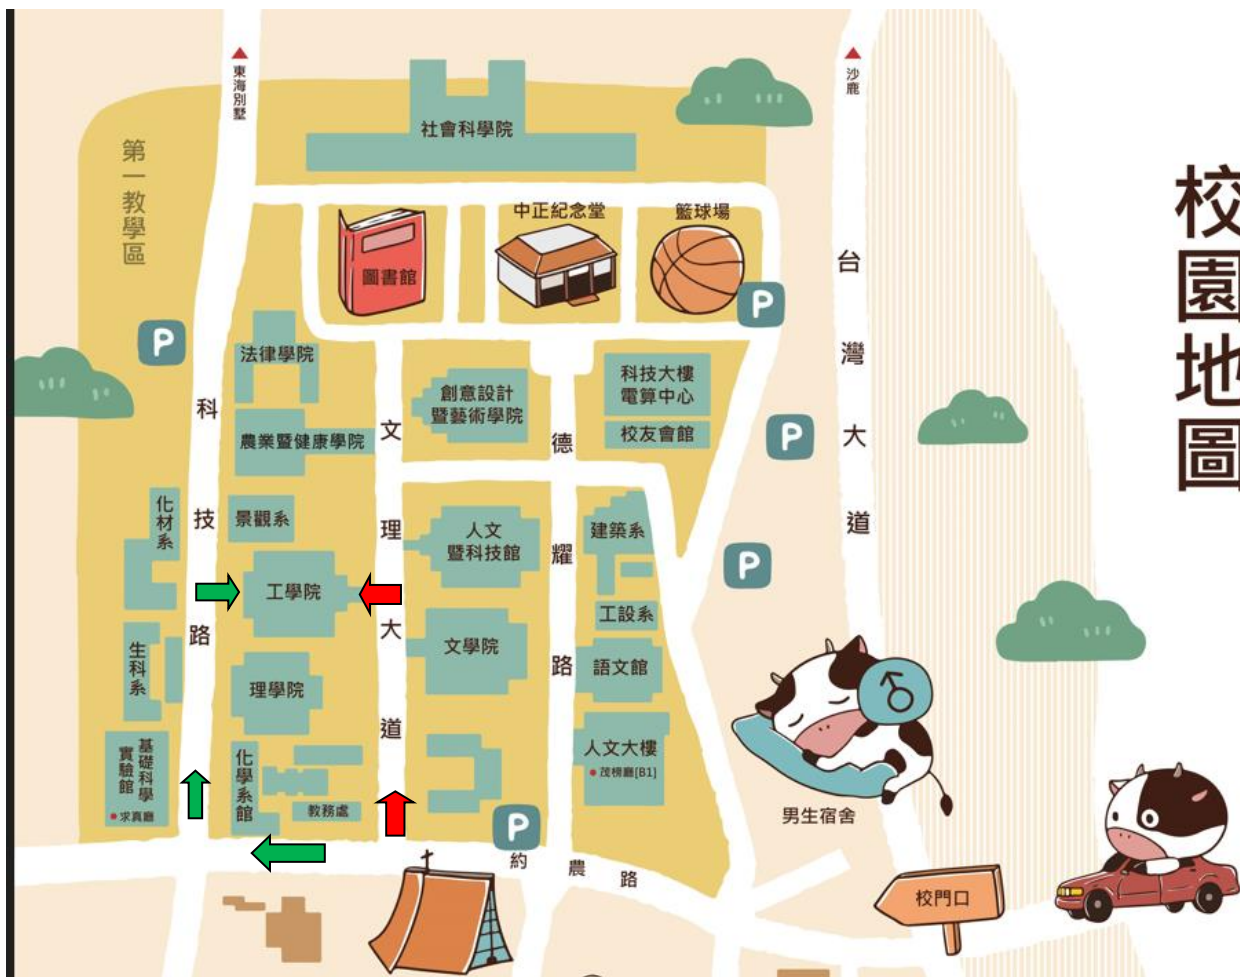 校園地圖
東海別墅
沙鹿
第一教學區
社會科學院
圖書館
中正紀念堂
籃球場
P
P
P
P
P
台灣大道
科技路
文理大道
德耀路
約農路
法律學院
創意設計
暨藝術學院
科技大樓
電算中心
校友會館
農業暨健康學院
化材系
景觀系
人文
暨科技館
建築系
工學院
工設系
生科系
文學院
語文館
理學院
基礎科學
實驗館
求真廳
化學系館
教務處
人文大樓
茂榜廳[B1]
男生宿舍
校門口